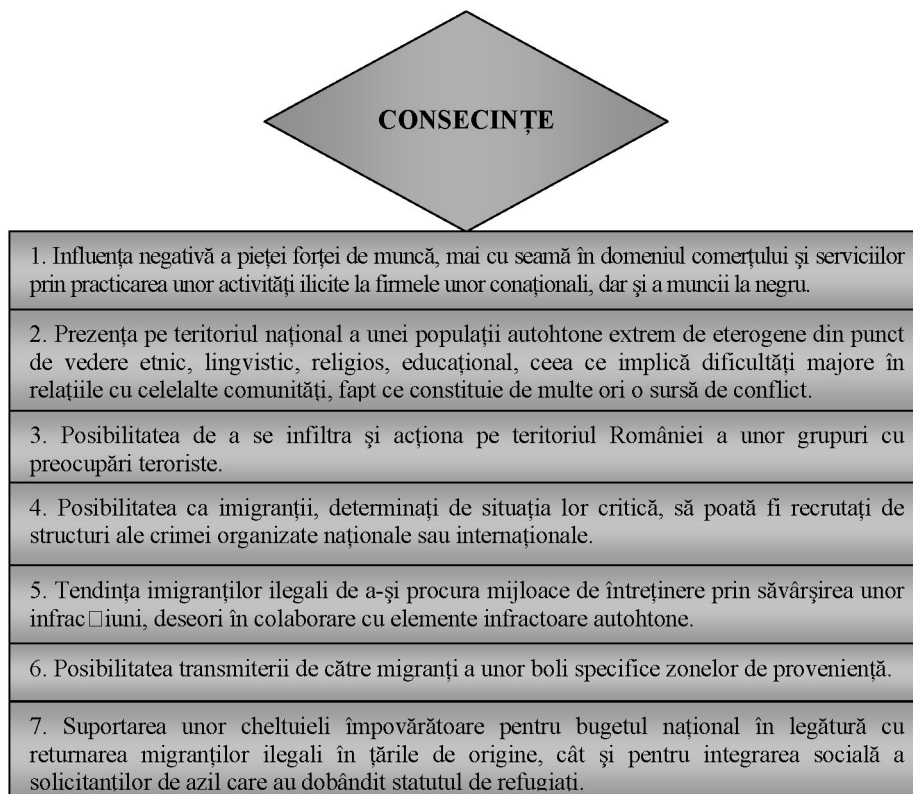 CONSECINȚE
1. Influența negativă a pieței forței de muncă, mai cu seamă în domeniul comerțului și serviciilor
prin practicarea unor activități ilicite la firmele unor conaționali, dar și a muncii la negru.
2. Prezența pe teritoriul național a unei populații autohtone extrem de eterogene din punct
de vedere etnic, lingvistic, religios, educațional, ceea ce implică dificultăți majore în
relațiile cu celelalte comunități, fapt ce constituie de multe ori o sursă de conflict.
3. Posibilitatea de a se infiltra și acționa pe teritoriul României a unor grupuri cu
preocupări teroriste.
4. Posibilitatea ca imigranții, determinați de situația lor critică, să poată fi recrutați de
structuri ale crimei organizate naționale sau internaționale.
5. Tendința imigranților ilegali de a-și procura mijloace de întreținere prin săvârșirea unor
infrac□iuni, deseori în colaborare cu elemente infractoare autohtone.
6. Posibilitatea transmiterii de către migranți a unor boli specifice zonelor de proveniență.
7. Suportarea unor cheltuieli împovărătoare pentru bugetul național în legătură cu
returnarea migranților ilegali în țările de origine, cât și pentru integrarea socială a
solicitanților de azil care au dobândit statutul de refugiați.